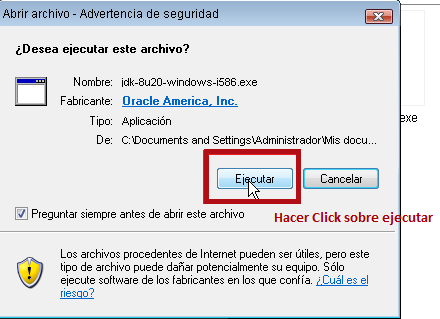 Abrir archivo - Advertencia de seguridad
¿Desea ejecutar este archivo?
Nombre: jdk-8u20-windows-i586.exe
Fabricante: Oracle America, Inc.
Tipo: Aplicación
De: C:\Documents and Settings\Administrador\Mis docu...
exe
Ejecutar Cancelar
Preguntar siempre antes de abrir este archivo
Hacer Click sobre ejecutar
Los archivos procedentes de Internet pueden ser útiles, pero este
tipo de archivo puede dañar potencialmente su equipo. Sólo
ejecute software de los fabricantes en los que confía. ¿Cuál es el
riesgo?